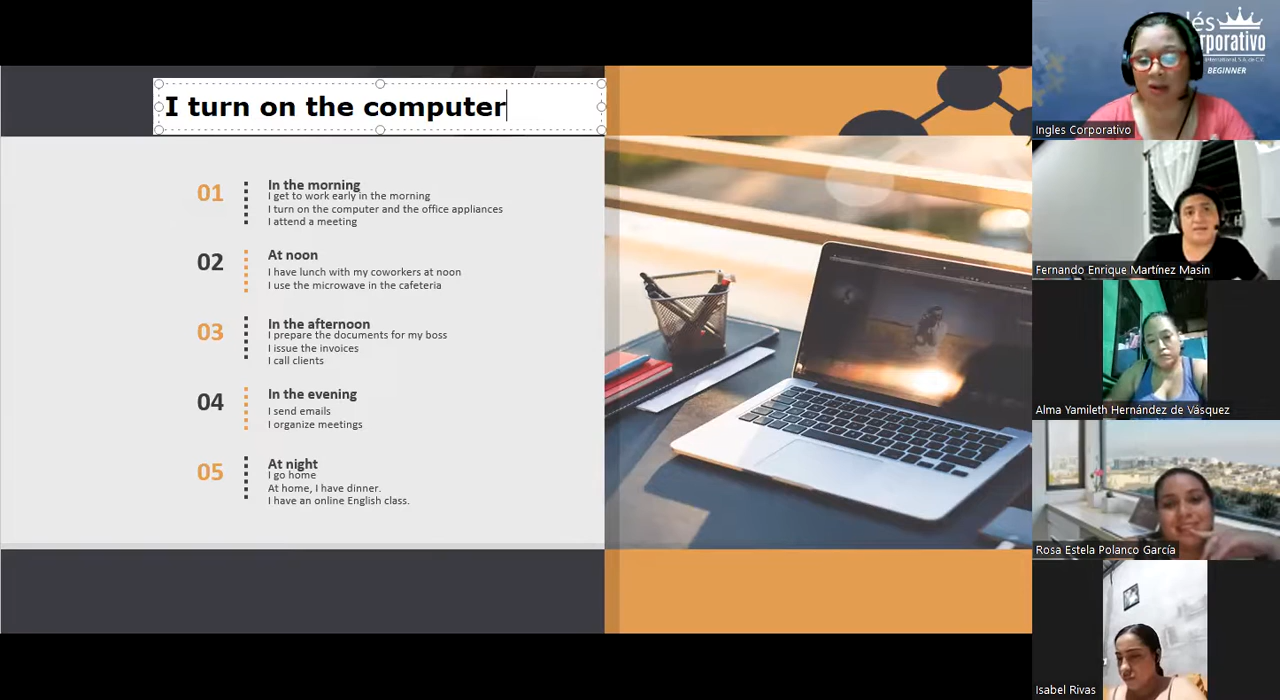 I turn on the computer
01
In the morning
I get to work early in the morning
I turn on the computer and the office appliances
I attend a meeting
02
At noon
I have lunch with my coworkers at noon
I use the microwave in the cafeteria
03
In the afternoon
I prepare the documents for my boss
I issue the invoices
I call clients
04
In the evening
I send emails
I organize meetings
05
At night
I go home
At home, I have dinner.
I have an online English class.
BEGINNER
Ingles Corporativo
Fernando Enrique Martínez Masin
Alma Yamileth Hernández de Vásquez
Rosa Estela Polanco García
Isabel Rivas